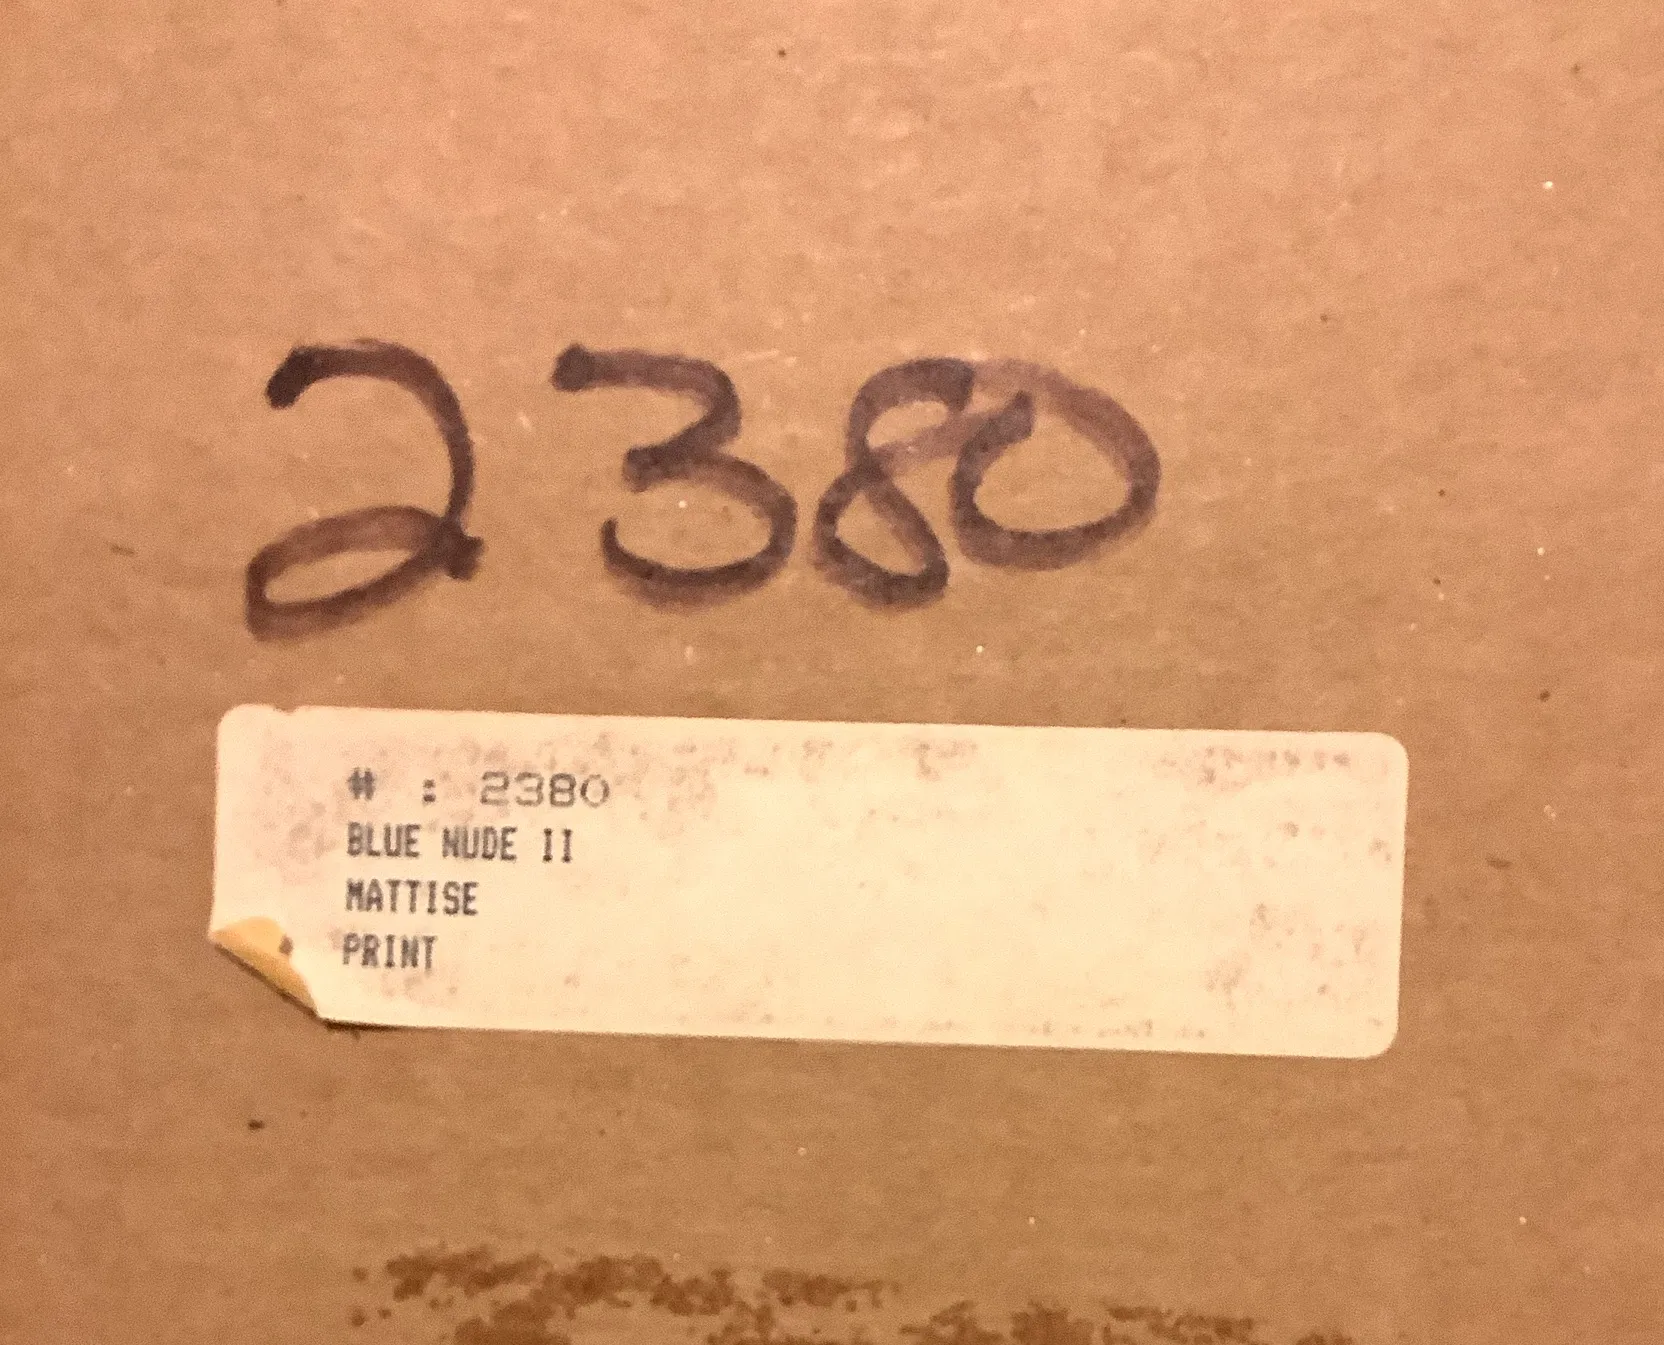 2380
# : 2380
BLUE NUDE II
MATTISE
PRINT